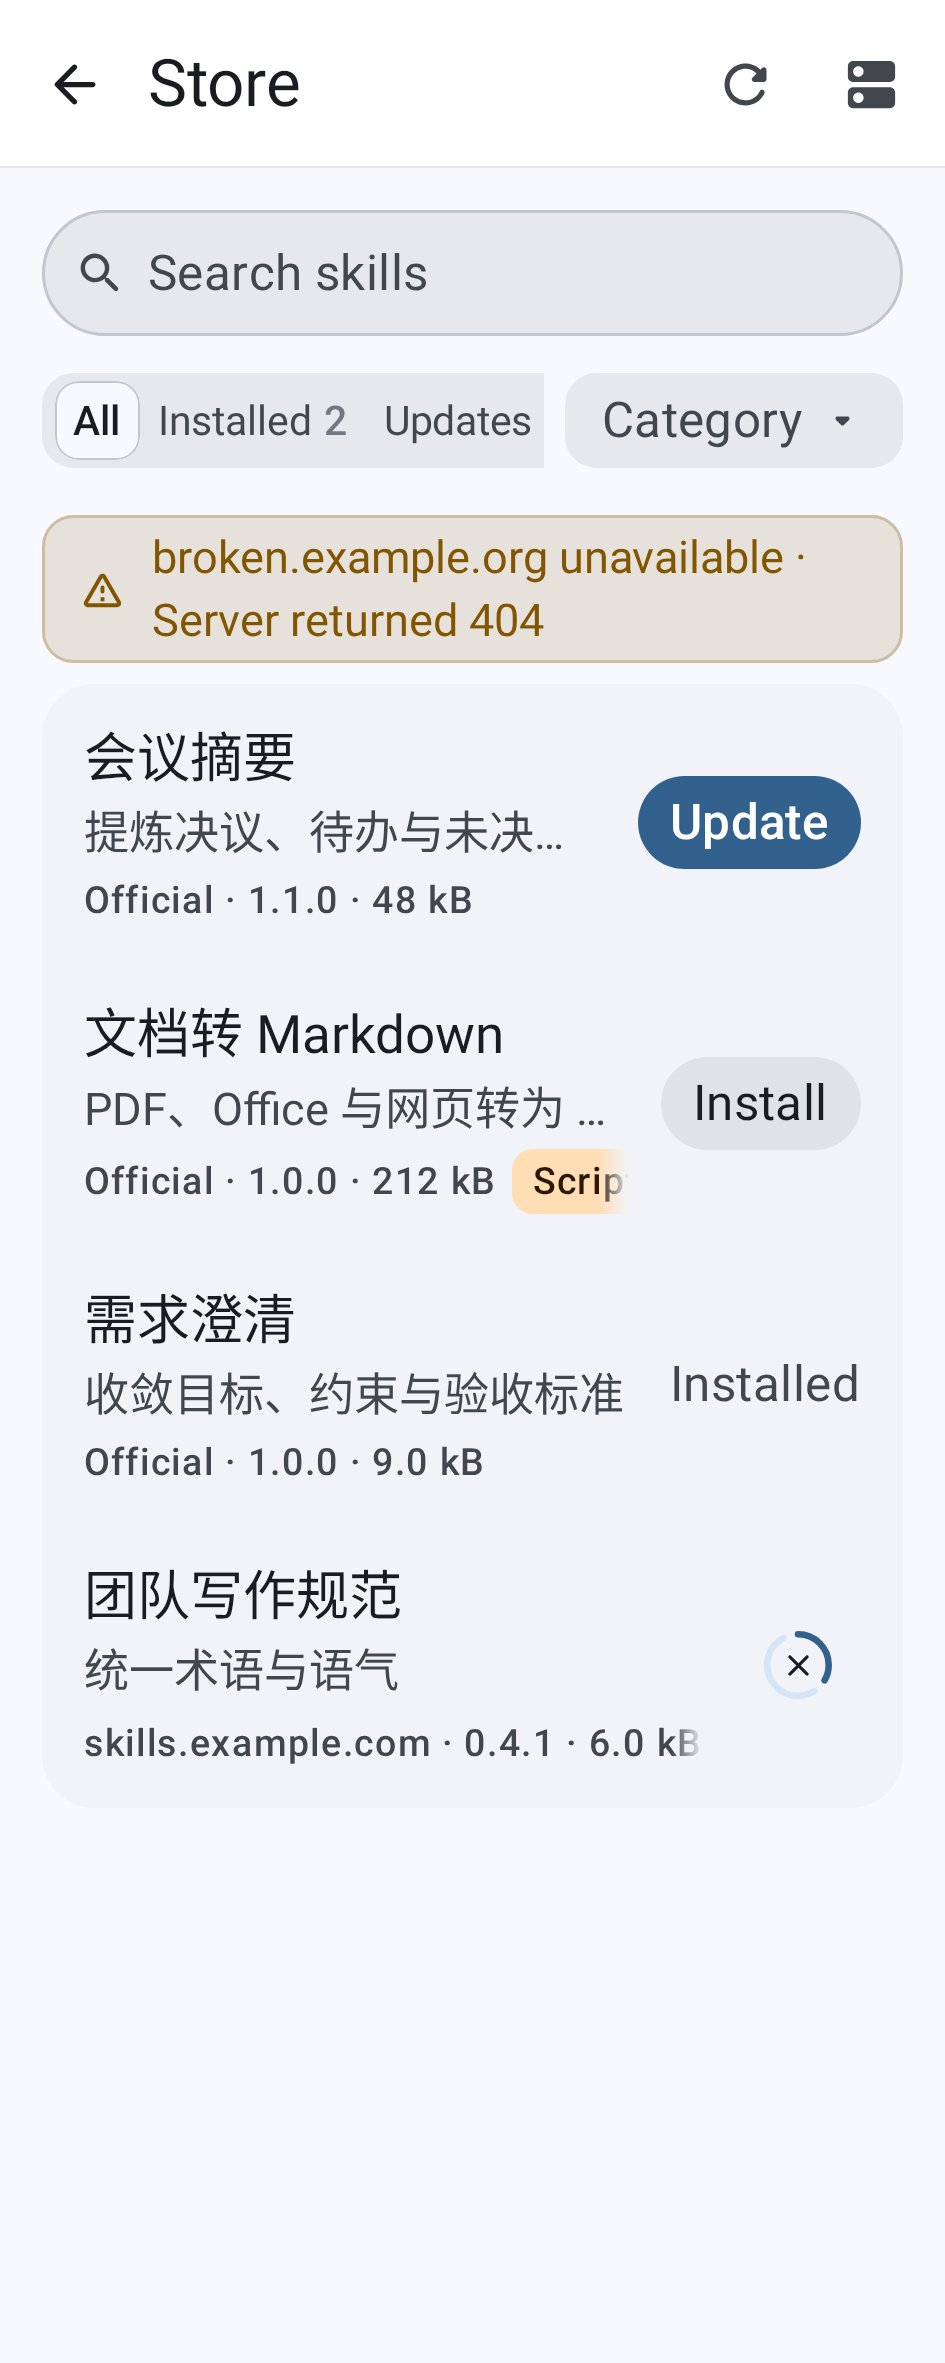 Store
Search skills
All Installed 2 Updates Category
broken.example.org unavailable ·
Server returned 404
会议摘要
提炼决议、待办与未决…
Update
Official · 1.1.0 · 48 kB
文档转 Markdown
PDF、Office 与网页转为 …
Install
Official · 1.0.0 · 212 kB
需求澄清
收敛目标、约束与验收标准
Installed
Official · 1.0.0 · 9.0 kB
团队写作规范
统一术语与语气
skills.example.com · 0.4.1 · 6.0 kB